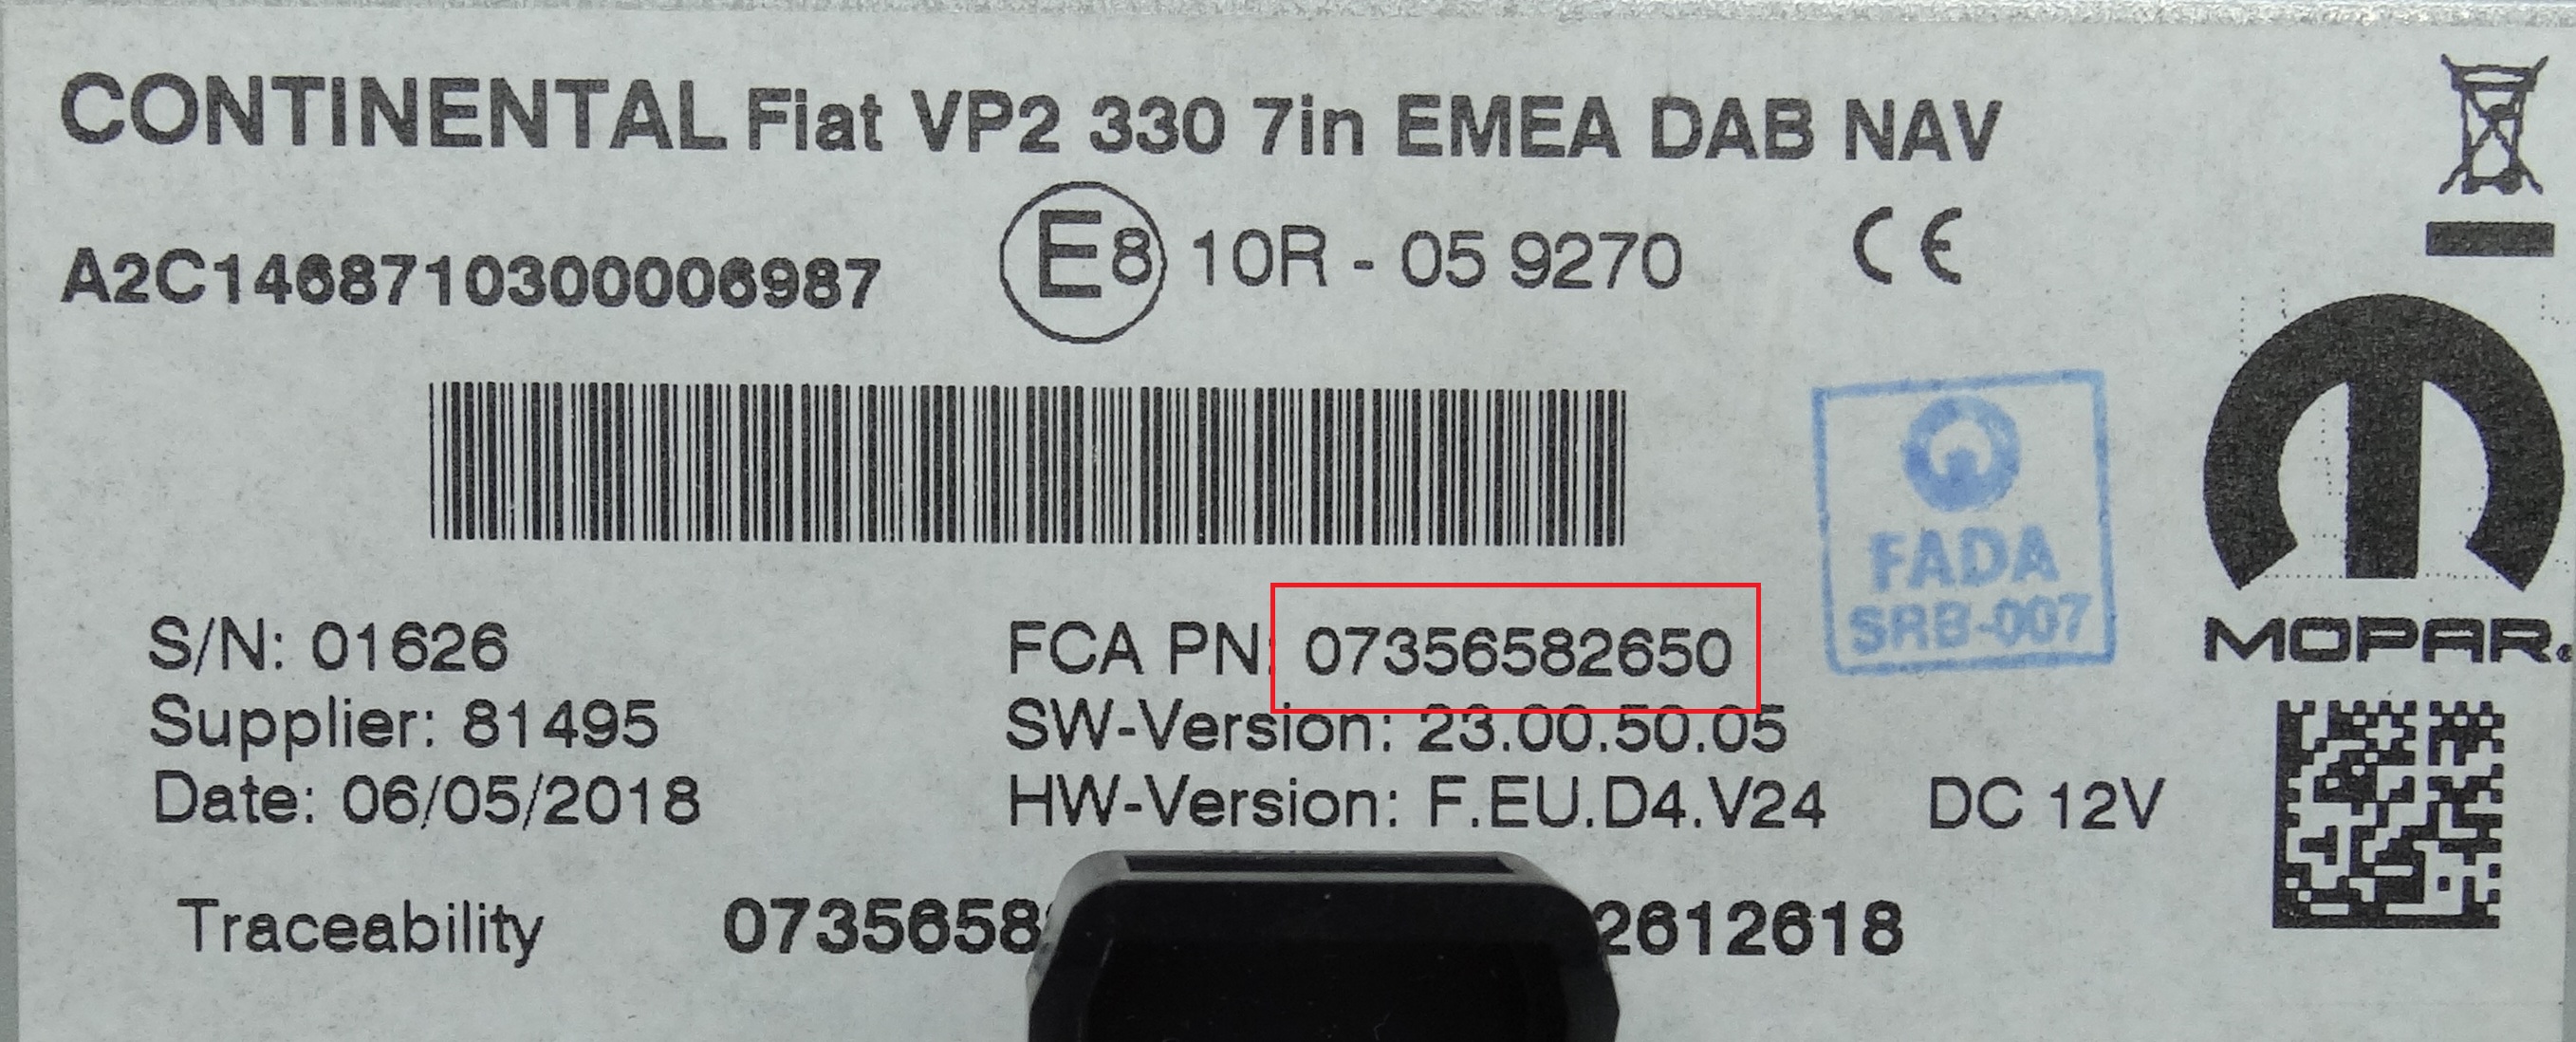 CONTINENTAL Fiat VP2 330 7in EMEA DAB NAV
A2C1468710300006987 E8 10R - 05 9270 CE
S/N: 01626
Supplier: 81495
Date: 06/05/2018
FCA PN: 07356582650
SW-Version: 23.00.50.05
HW-Version: F.EU.D4.V24 DC 12V
FADA
SRB-007
MOPAR
Traceability